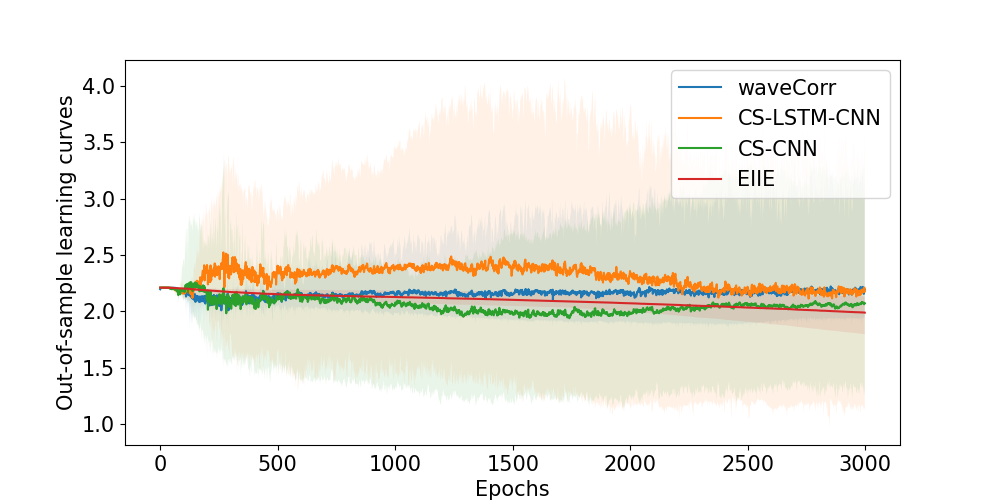 Out-of-sample learning curves
4.0
3.5
3.0
2.5
2.0
1.5
1.0
waveCorr
CS-LSTM-CNN
CS-CNN
EIIE
0 500 1000 1500 2000 2500 3000
Epochs